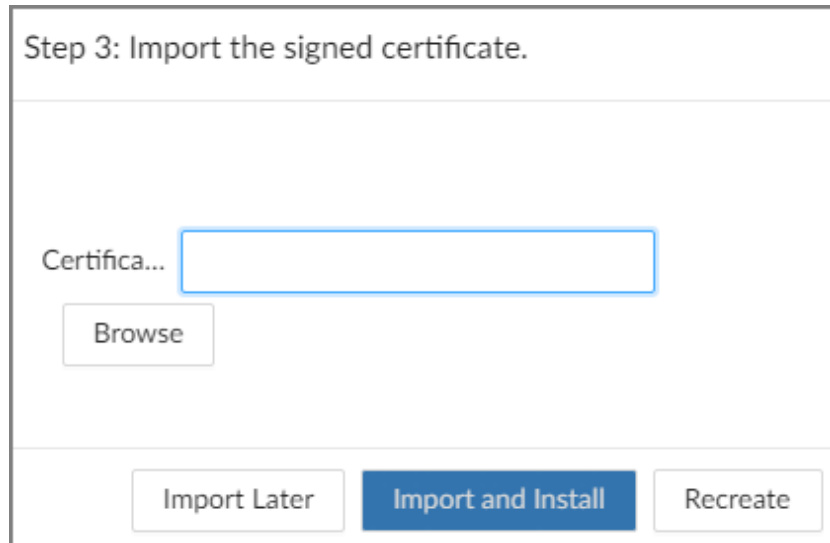 Step 3: Import the signed certificate.
Certifica...
Browse
Import Later Import and Install Recreate